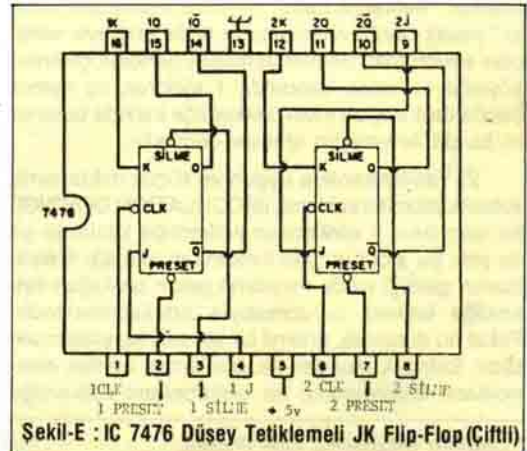 1K 1Q 1Q̅ 2K 2Q 2Q̅ 2J
16 15 14 13 12 11 10 9
SİLME SİLME
K Q K Q
7476 CLK CLK
J Q̅ J Q̅
PRESET PRESET
1 2 3 4 5 6 7 8
1CLK 1 J 2 CLK 2 SİLME
1 PRESET 1 SİLME + 5v 2 PRESET
Şekil-E : IC 7476 Düşey Tetiklemeli JK Flip-Flop (Çiftli)